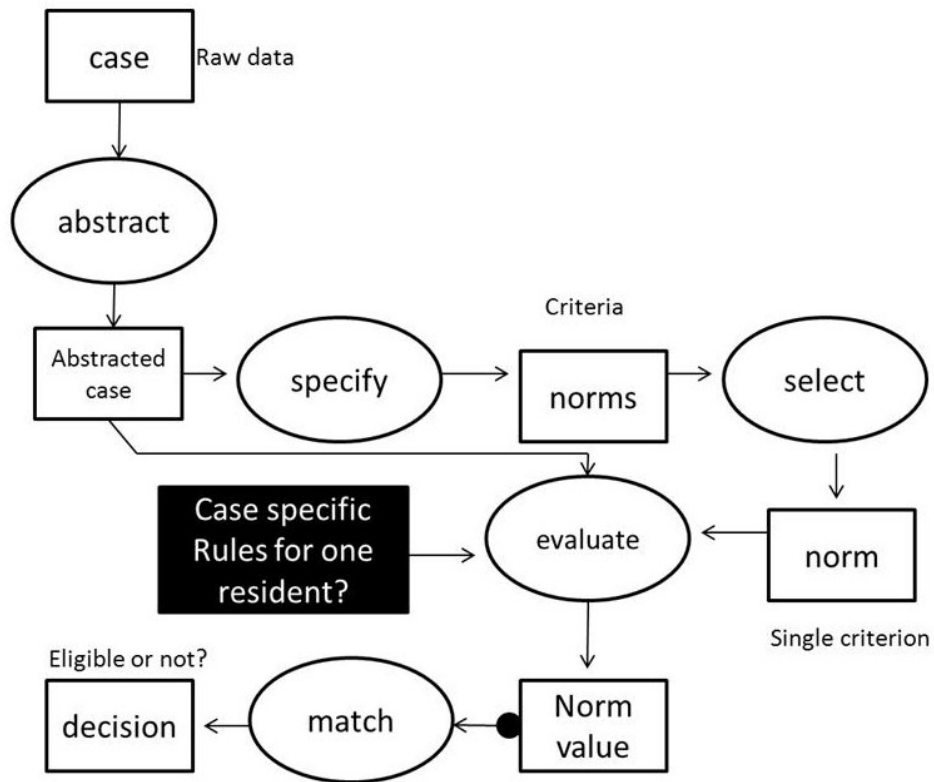 case
Raw data
abstract
Criteria
Abstracted
case
specify
norms
select
Case specific
Rules for one
resident?
evaluate
norm
Single criterion
Eligible or not?
decision
match
Norm
value